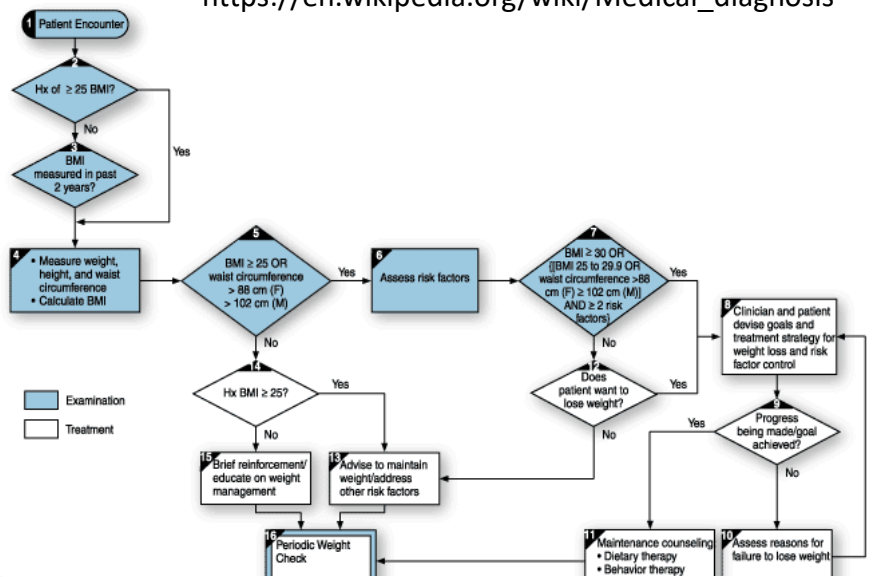 https://en.wikipedia.org/wiki/Medical_diagnosis
1 Patient Encounter
2
Hx of ≥ 25 BMI?
No
Yes
3
BMI
measured in past
2 years?
4
• Measure weight,
height, and waist
circumference
• Calculate BMI
5
BMI ≥ 25 OR
waist circumference
> 88 cm (F)
> 102 cm (M)
Yes
No
6
Assess risk factors
7
BMI ≥ 30 OR
{[BMI 25 to 29.9 OR
waist circumference >88
cm (F) ≥ 102 cm (M)]
AND ≥ 2 risk
factors}
Yes
No
8
Clinician and patient
devise goals and
treatment strategy for
weight loss and risk
factor control
14
Hx BMI ≥ 25?
Yes
No
12
Does
patient want to
lose weight?
Yes
No
9
Progress
being made/goal
achieved?
Yes
No
Examination
Treatment
15
Brief reinforcement/
educate on weight
management
13
Advise to maintain
weight/address
other risk factors
16
Periodic Weight
Check
11
Maintenance counseling:
• Dietary therapy
• Behavior therapy
10
Assess reasons for
failure to lose weight